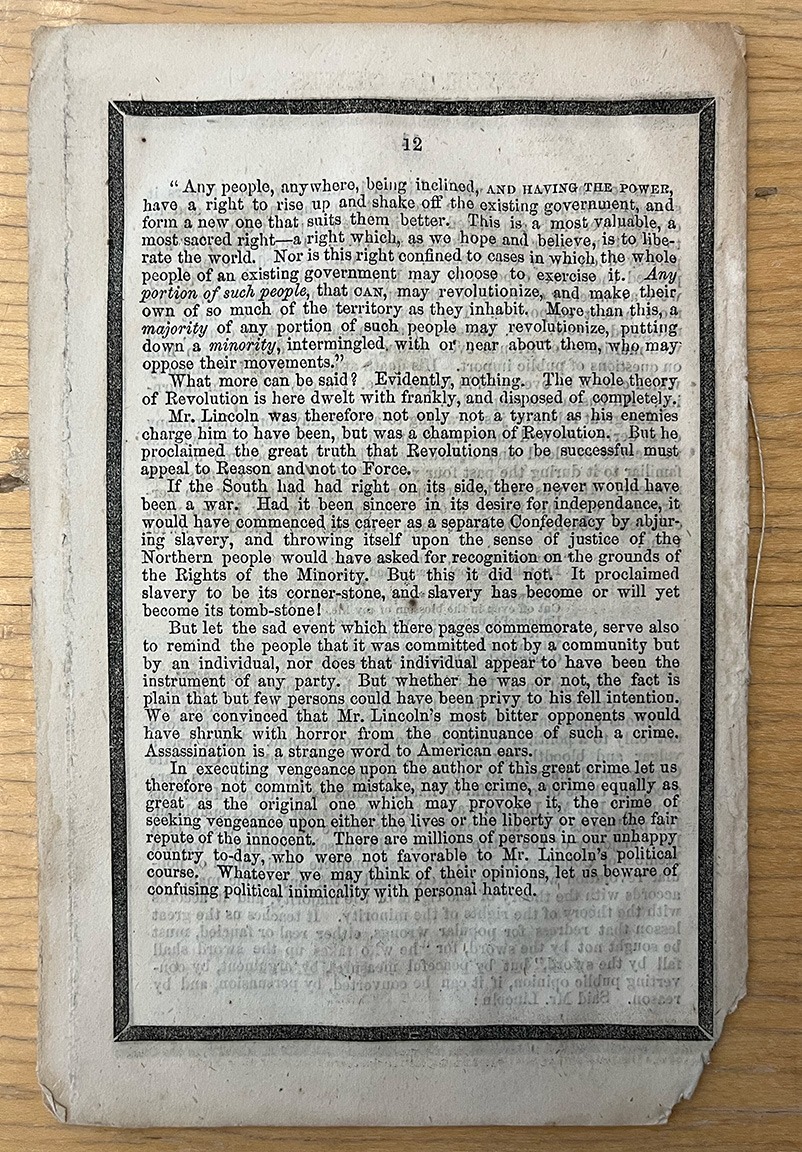 12
“ Any people, anywhere, being inclined, AND HAVING THE POWER,
have a right to rise up and shake off the existing government, and
form a new one that suits them better. This is a most valuable, a
most sacred right—a right which, as we hope and believe, is to libe-
rate the world. Nor is this right confined to cases in which the whole
people of an existing government may choose to exercise it. Any
portion of such people, that CAN, may revolutionize, and make their
own of so much of the territory as they inhabit. More than this, a
majority of any portion of such people may revolutionize, putting
down a minority, intermingled with or near about them, who may
oppose their movements.”
What more can be said? Evidently, nothing. The whole theory
of Revolution is here dwelt with frankly, and disposed of completely.
Mr. Lincoln was therefore not only not a tyrant as his enemies
charge him to have been, but was a champion of Revolution. But he
proclaimed the great truth that Revolutions to be successful must
appeal to Reason and not to Force.
If the South had had right on its side, there never would have
been a war. Had it been sincere in its desire for independence, it
would have commenced its career as a separate Confederacy by abjur-
ing slavery, and throwing itself upon the sense of justice of the
Northern people would have asked for recognition on the grounds of
the Rights of the Minority. But this it did not. It proclaimed
slavery to be its corner-stone, and slavery has become or will yet
become its tomb-stone!
But let the sad event which there pages commemorate, serve also
to remind the people that it was committed not by a community but
by an individual, nor does that individual appear to have been the
instrument of any party. But whether he was or not, the fact is
plain that but few persons could have been privy to his fell intention.
We are convinced that Mr. Lincoln’s most bitter opponents would
have shrunk with horror from the continuance of such a crime.
Assassination is a strange word to American ears.
In executing vengeance upon the author of this great crime let us
therefore not commit the mistake, nay the crime, a crime equally as
great as the original one which may provoke it, the crime of
seeking vengeance upon either the lives or the liberty or even the fair
repute of the innocent. There are millions of persons in our unhappy
country to-day, who were not favorable to Mr. Lincoln’s political
course. Whatever we may think of their opinions, let us beware of
confusing political inimicality with personal hatred.